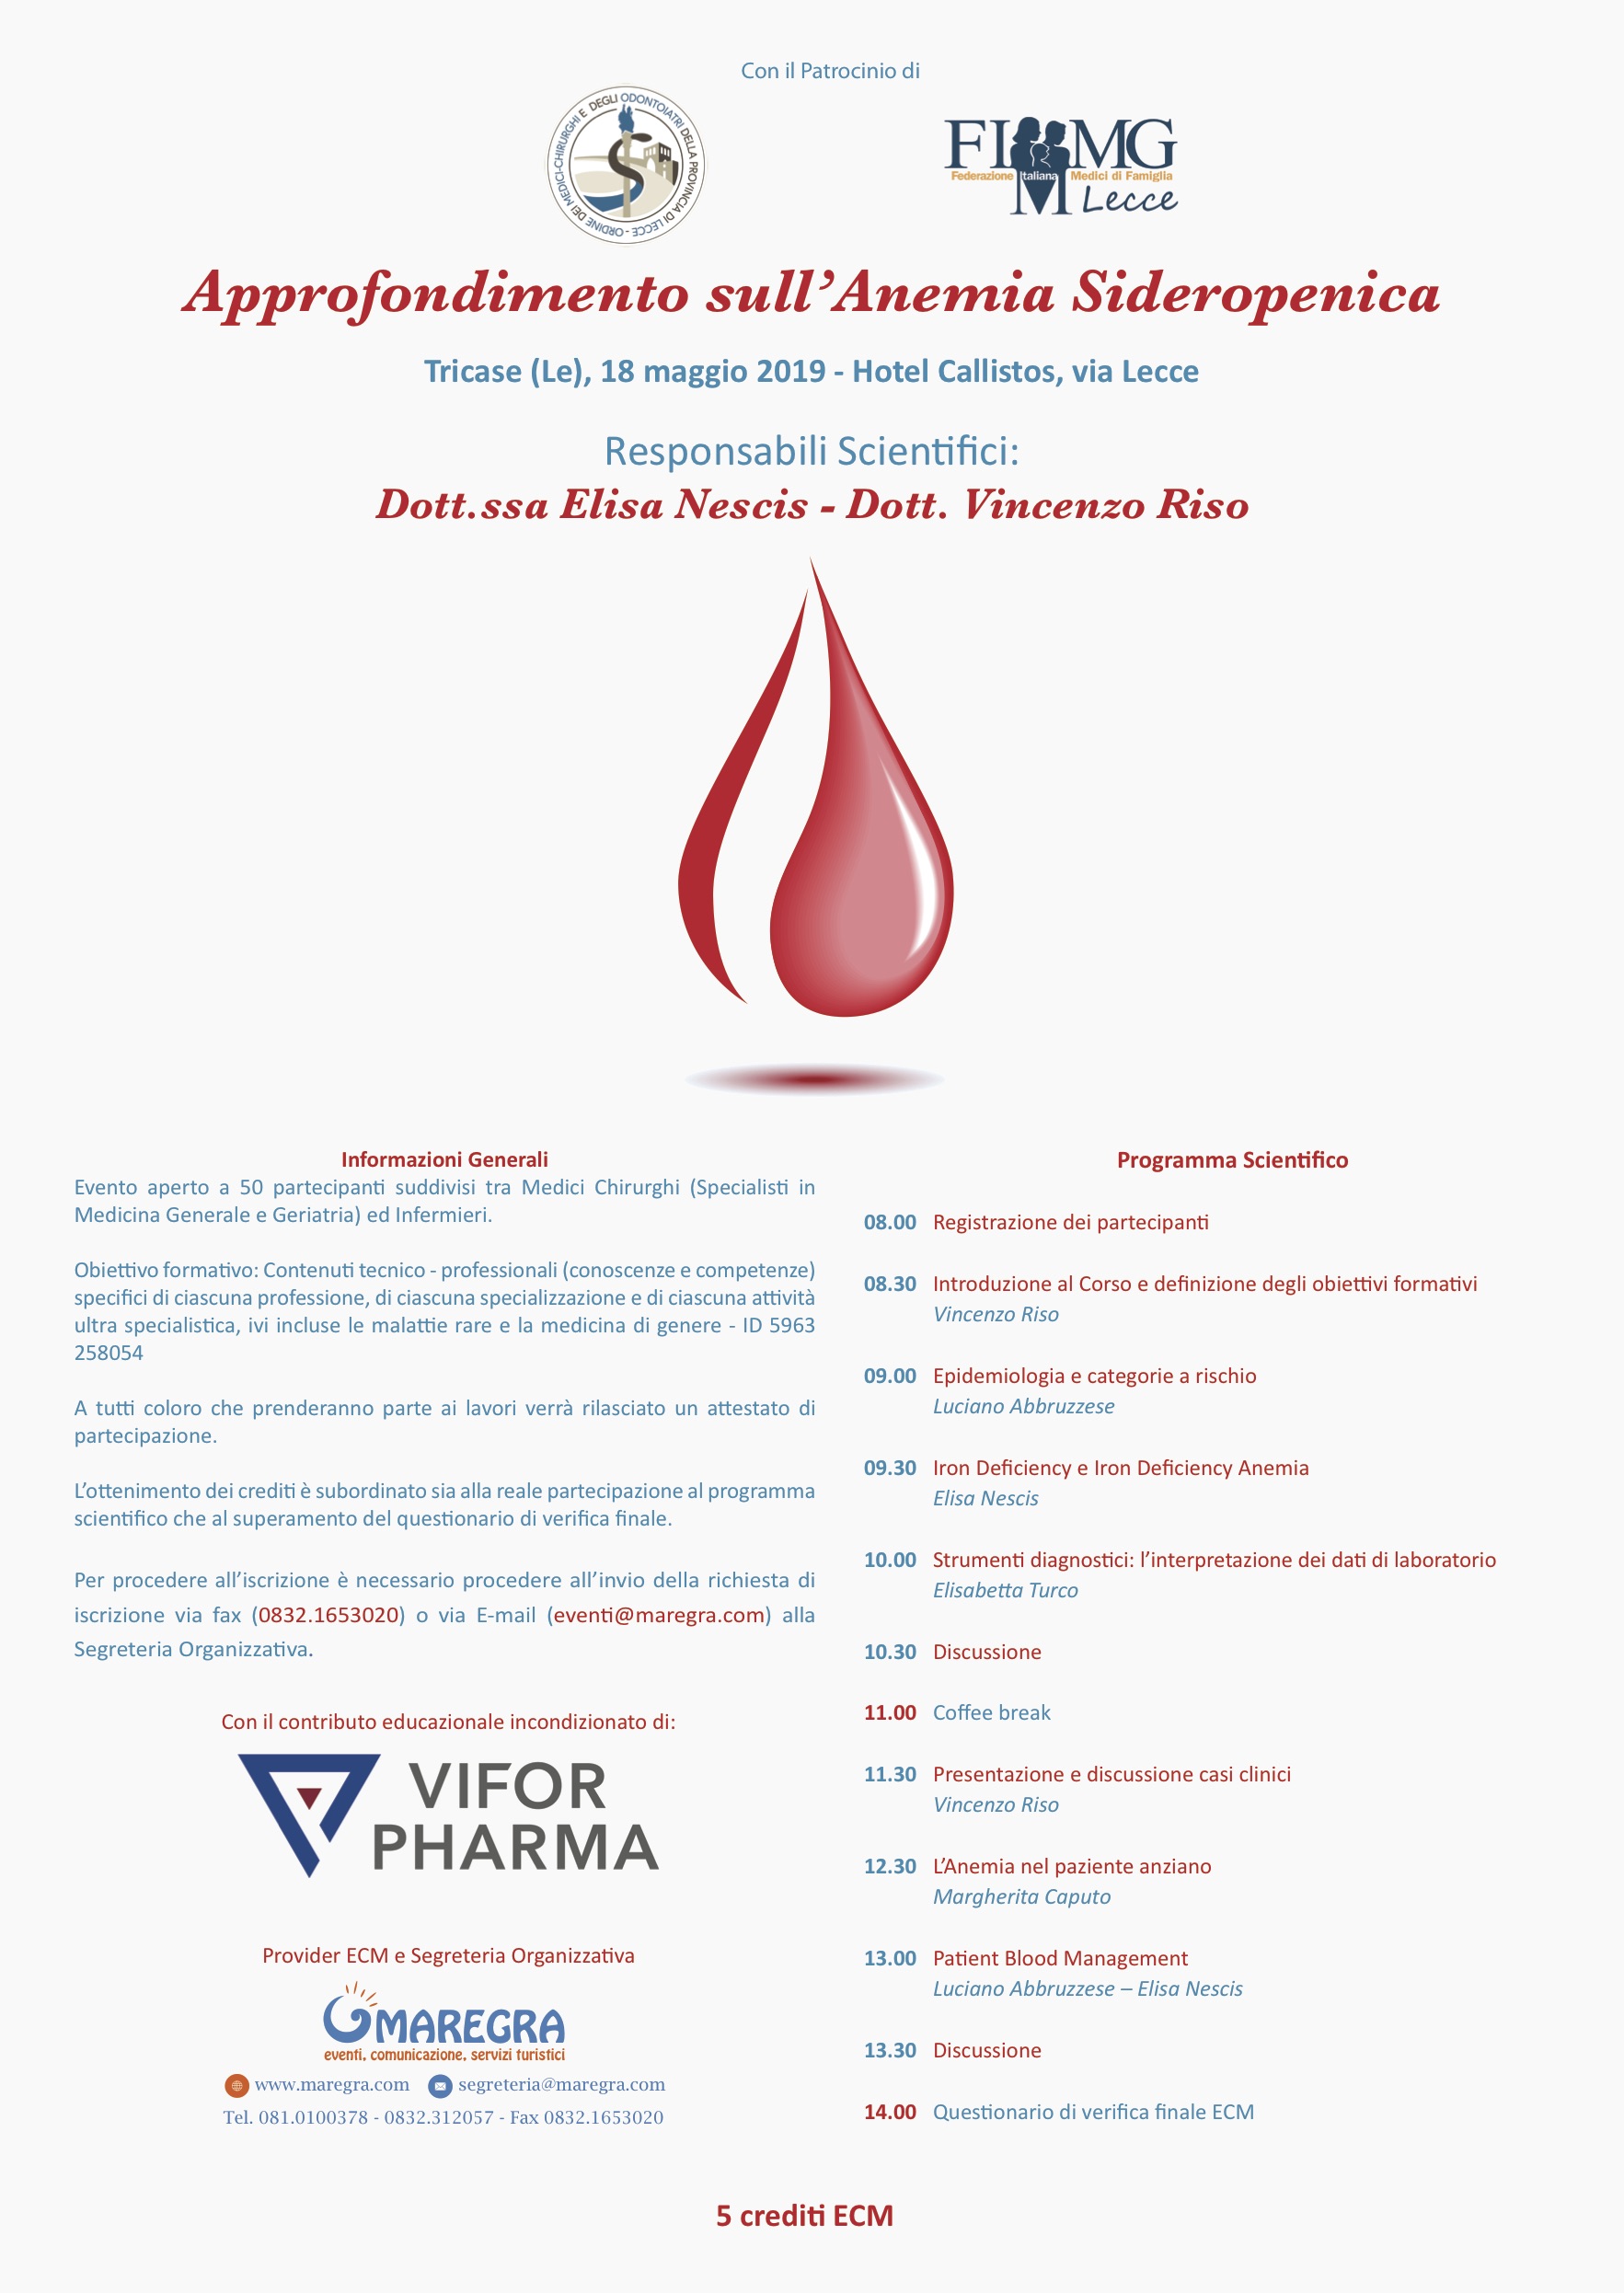 Con il Patrocinio di
ORDINE DEI MEDICI-CHIRURGHI E DEGLI ODONTOIATRI DELLA PROVINCIA DI LECCE -
FIMMG
Federazione Italiana Medici di Famiglia
Lecce
Approfondimento sull’Anemia Sideropenica
Tricase (Le), 18 maggio 2019 - Hotel Callistos, via Lecce
Responsabili Scientifici:
Dott.ssa Elisa Nescis - Dott. Vincenzo Riso
Informazioni Generali
Evento aperto a 50 partecipanti suddivisi tra Medici Chirurghi (Specialisti in
Medicina Generale e Geriatria) ed Infermieri.
Obiettivo formativo: Contenuti tecnico - professionali (conoscenze e competenze)
specifici di ciascuna professione, di ciascuna specializzazione e di ciascuna attività
ultra specialistica, ivi incluse le malattie rare e la medicina di genere - ID 5963
258054
A tutti coloro che prenderanno parte ai lavori verrà rilasciato un attestato di
partecipazione.
L’ottenimento dei crediti è subordinato sia alla reale partecipazione al programma
scientifico che al superamento del questionario di verifica finale.
Per procedere all’iscrizione è necessario procedere all’invio della richiesta di
iscrizione via fax (0832.1653020) o via E-mail (eventi@maregra.com) alla
Segreteria Organizzativa.
Con il contributo educazionale incondizionato di:
VIFOR
PHARMA
Provider ECM e Segreteria Organizzativa
MAREGRA
eventi, comunicazione, servizi turistici
www.maregra.com segreteria@maregra.com
Tel. 081.0100378 - 0832.312057 - Fax 0832.1653020
Programma Scientifico
08.00 Registrazione dei partecipanti
08.30 Introduzione al Corso e definizione degli obiettivi formativi
Vincenzo Riso
09.00 Epidemiologia e categorie a rischio
Luciano Abbruzzese
09.30 Iron Deficiency e Iron Deficiency Anemia
Elisa Nescis
10.00 Strumenti diagnostici: l’interpretazione dei dati di laboratorio
Elisabetta Turco
10.30 Discussione
11.00 Coffee break
11.30 Presentazione e discussione casi clinici
Vincenzo Riso
12.30 L’Anemia nel paziente anziano
Margherita Caputo
13.00 Patient Blood Management
Luciano Abbruzzese – Elisa Nescis
13.30 Discussione
14.00 Questionario di verifica finale ECM
5 crediti ECM